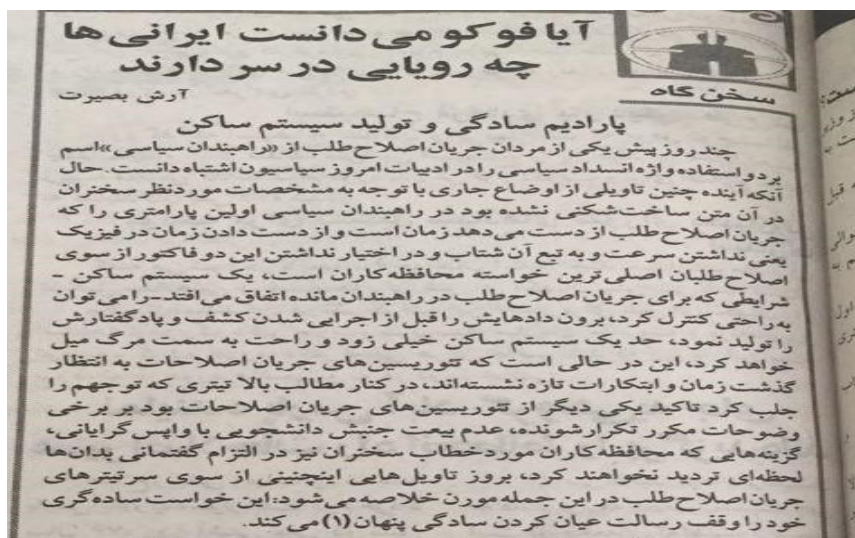 آیا فوکو می دانست ایرانی ها
چه رویایی در سر دارند
سخن گاه
آرش بصیرت
پارادیم سادگی و تولید سیستم ساکن
چند روز پیش یکی از مردان جریان اصلاح طلب از «راهبندان سیاسی» اسم
برد و استفاده واژه انسداد سیاسی را در ادبیات امروز سیاسیون اشتباه دانست. حال
آنکه آینده چنین تاویلی از اوضاع جاری با توجه به مشخصات مورد نظر سخنران
در آن متن ساخت شکنی نشده بود در راهبندان سیاسی اولین پارامتری را که
جریان اصلاح طلب از دست می دهد زمان است و از دست دادن زمان در فیزیک
یعنی نداشتن سرعت و به تبع آن شتاب و در اختیار نداشتن این دو فاکتور از سوی
اصلاح طلبان اصلی ترین خواسته محافظه کاران است، یک سیستم ساکن -
شرایطی که برای جریان اصلاح طلب در راهبندان مانده اتفاق می افتد- را می توان
به راحتی کنترل کرد، برون دادهایش را قبل از اجرایی شدن کشف و پادگفتارش
را تولید نمود، حد یک سیستم ساکن خیلی زود و راحت به سمت مرگ میل
خواهد کرد، این در حالی است که تئوریسین های جریان اصلاحات به انتظار
گذشت زمان و ابتکارات تازه نشسته اند، در کنار مطالب بالا تیتری که توجهم را
جلب کرد تاکید یکی دیگر از تئوریسین های جریان اصلاحات بود بر برخی
وضوحات مکرر تکرار شونده، عدم بیعت جنبش دانشجویی با واپس گرایانی،
گزینه هایی که محافظه کاران مورد خطاب سخنران نیز در التزام گفتمانی بدان ها
لحظه ای تردید نخواهند کرد، بروز تاویل هایی اینچنینی از سوی سرتیترهای
جریان اصلاح طلب در این جمله مورن خلاصه می شود: این خواست ساده گری
خود را وقف رسالت عیان کردن سادگی پنهان (۱) می کند.